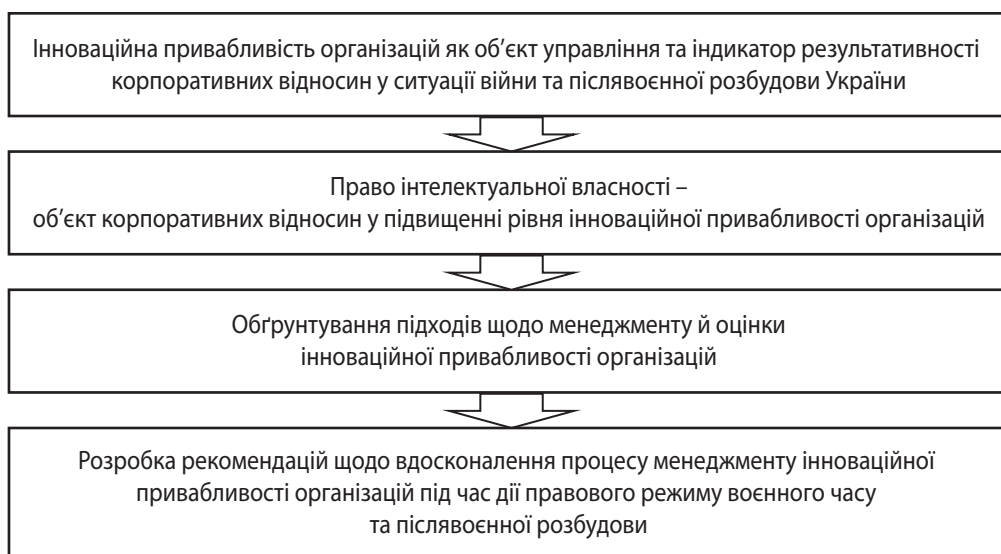 Інноваційна привабливість організацій як об’єкт управління та індикатор результативності
корпоративних відносин у ситуації війни та післявоєнної розбудови України
Право інтелектуальної власності –
об’єкт корпоративних відносин у підвищенні рівня інноваційної привабливості організацій
Обґрунтування підходів щодо менеджменту й оцінки
інноваційної привабливості організацій
Розробка рекомендацій щодо вдосконалення процесу менеджменту інноваційної
привабливості організацій під час дії правового режиму воєнного часу
та післявоєнної розбудови